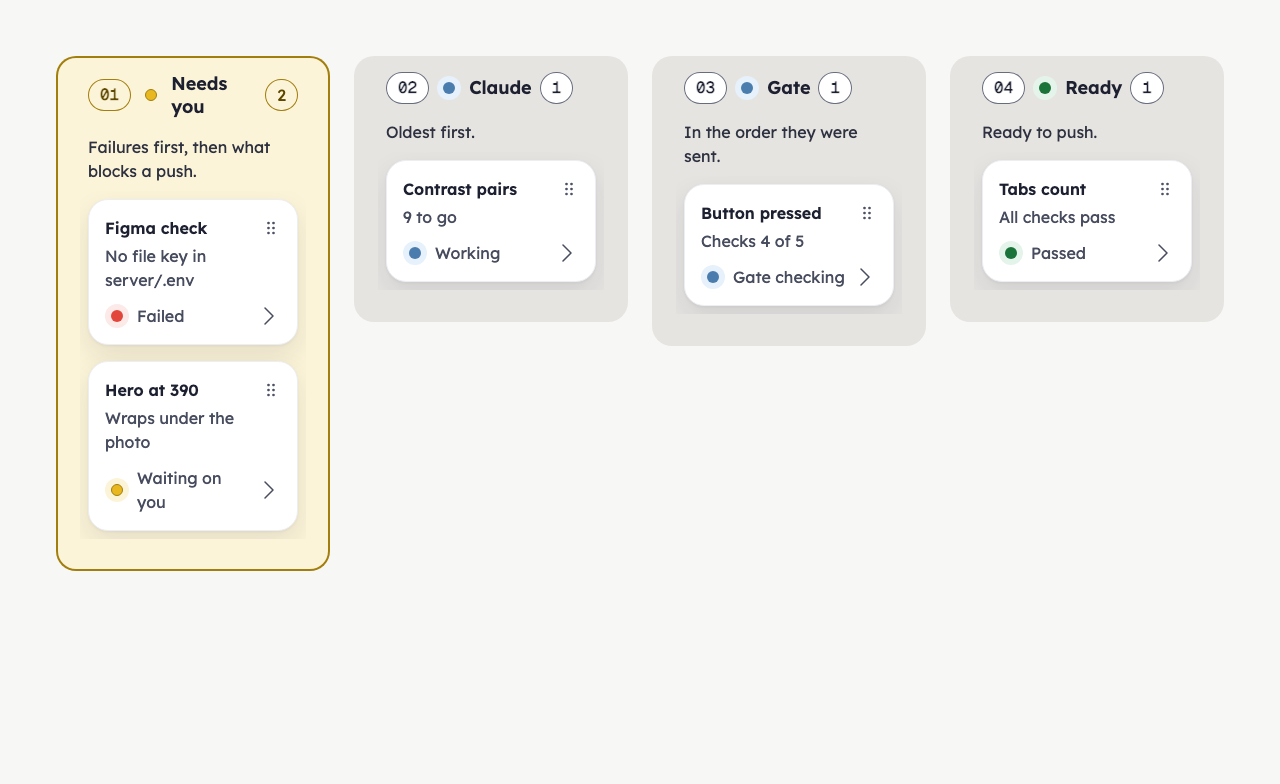 01
Needs
you
2
Failures first, then what
blocks a push.
Figma check
No file key in
server/.env
Failed
Hero at 390
Wraps under the
photo
Waiting on
you
02
Claude
1
Oldest first.
Contrast pairs
9 to go
Working
03
Gate
1
In the order they were
sent.
Button pressed
Checks 4 of 5
Gate checking
04
Ready
1
Ready to push.
Tabs count
All checks pass
Passed